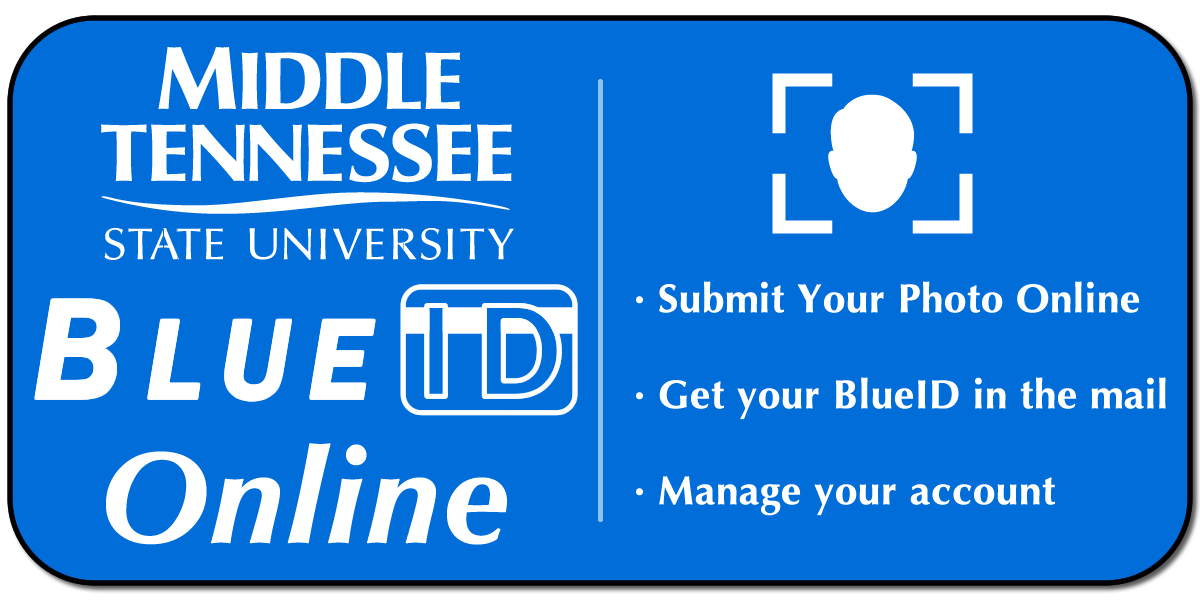 MIDDLE
TENNESSEE
STATE UNIVERSITY
BLUE ID
Online
· Submit Your Photo Online
· Get your BlueID in the mail
· Manage your account